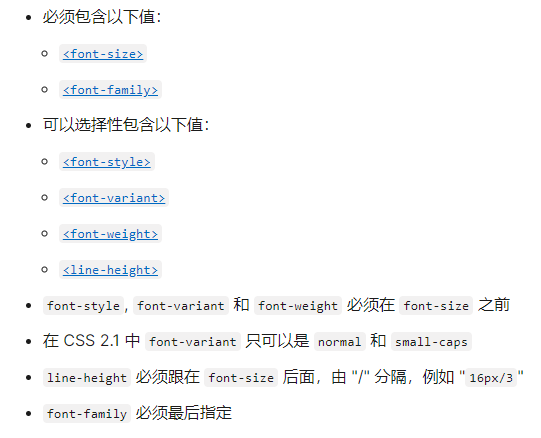 必须包含以下值：
<font-size>
<font-family>
可以选择性包含以下值：
<font-style>
<font-variant>
<font-weight>
<line-height>
font-style, font-variant 和 font-weight 必须在 font-size 之前
在 CSS 2.1 中 font-variant 只可以是 normal 和 small-caps
line-height 必须跟在 font-size 后面，由 "/" 分隔，例如 "16px/3"
font-family 必须最后指定